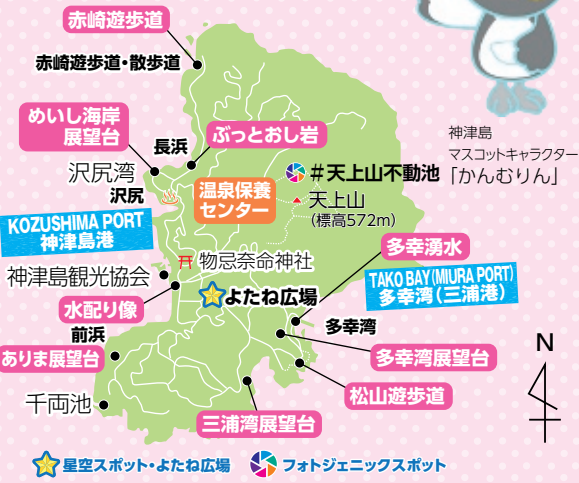 赤崎遊歩道
赤崎遊歩道・散歩道
めいし海岸
展望台
長浜
ぶっとおし岩
沢尻湾
沢尻
温泉保養
センター
#天上山不動池
天上山
(標高572m)
神津島
マスコットキャラクター
「かんむりん」
KOZUSHIMA PORT
神津島港
物忌奈命神社
多幸湧水
神津島観光協会
TAKO BAY(MIURA PORT)
多幸湾(三浦港)
水配り像
よたね広場
前浜
多幸湾
ありま展望台
多幸湾展望台
千両池
松山遊歩道
三浦湾展望台
N
星空スポット・よたね広場
フォトジェニックスポット